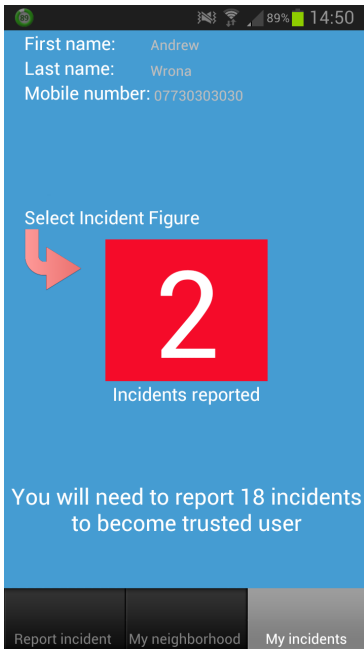 89 89% 14:50
First name: Andrew
Last name: Wrona
Mobile number: 07730303030
Select Incident Figure
2
Incidents reported
You will need to report 18 incidents
to become trusted user
Report incident My neighborhood My incidents